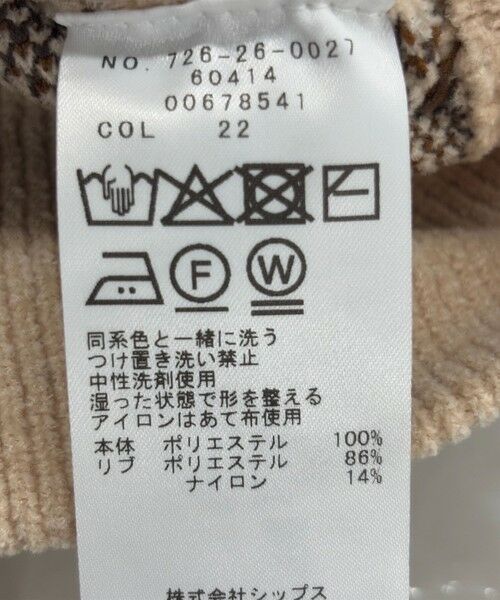 NO. 726-26-0027
60414
00678541
COL 22
F W
同系色と一緒に洗う
つけ置き洗い禁止
中性洗剤使用
湿った状態で形を整える
アイロンはあて布使用
本体 ポリエステル 100%
リブ ポリエステル 86%
ナイロン 14%
株式会社シップス